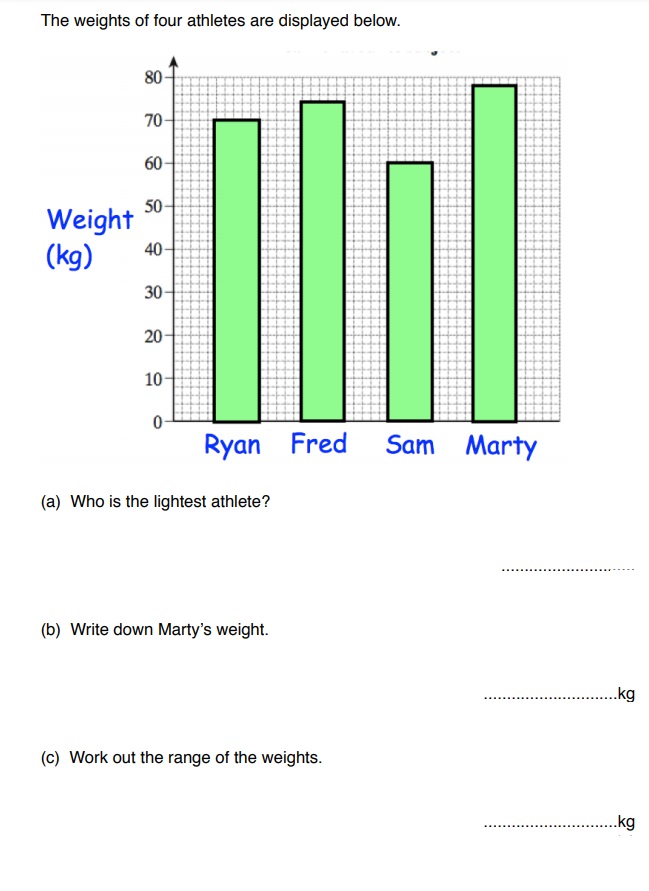 The weights of four athletes are displayed below.
80
70
60
50
Weight
(kg)
40
30
20
10
0
Ryan Fred Sam Marty
(a) Who is the lightest athlete?
..............................
(b) Write down Marty's weight.
.............................kg
(c) Work out the range of the weights.
.............................kg